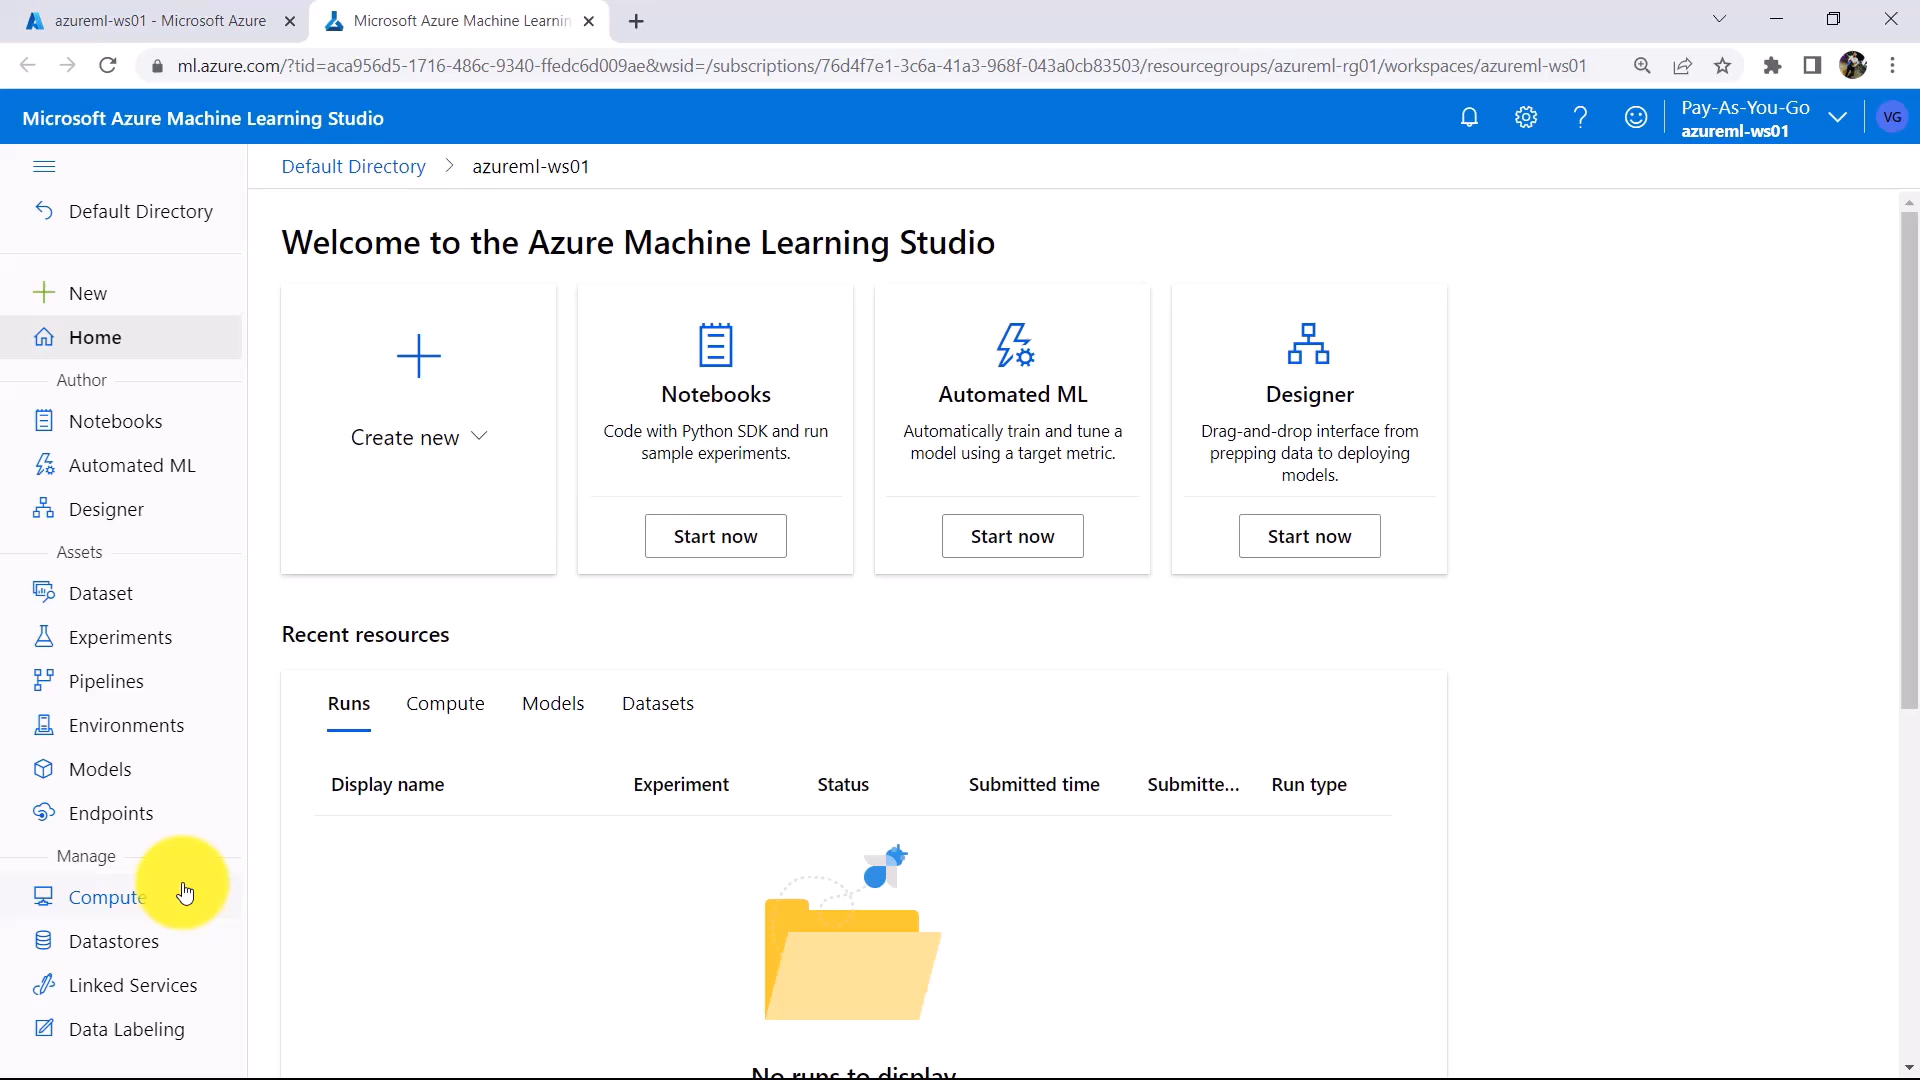 azureml-ws01 - Microsoft Azure
Microsoft Azure Machine Learnin
ml.azure.com/?tid=aca956d5-1716-486c-9340-ffedc6d009ae&wsid=/subscriptions/76d4f7e1-3c6a-41a3-968f-043a0cb83503/resourcegroups/azureml-rg01/workspaces/azureml-ws01
Microsoft Azure Machine Learning Studio
Pay-As-You-Go
azureml-ws01
VG
Default Directory
azureml-ws01
Default Directory
New
Home
Author
Notebooks
Automated ML
Designer
Assets
Dataset
Experiments
Pipelines
Environments
Models
Endpoints
Manage
Compute
Datastores
Linked Services
Data Labeling
Welcome to the Azure Machine Learning Studio
Create new
Notebooks
Code with Python SDK and run
sample experiments.
Start now
Automated ML
Automatically train and tune a
model using a target metric.
Start now
Designer
Drag-and-drop interface from
prepping data to deploying
models.
Start now
Recent resources
Runs Compute Models Datasets
Display name Experiment Status Submitted time Submitte... Run type
No runs to display